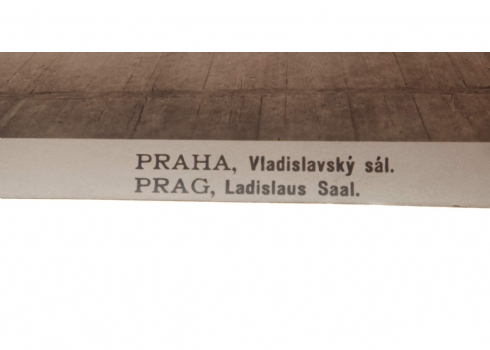 PRAHA, Vladislavský sál.
PRAG, Ladislaus Saal.